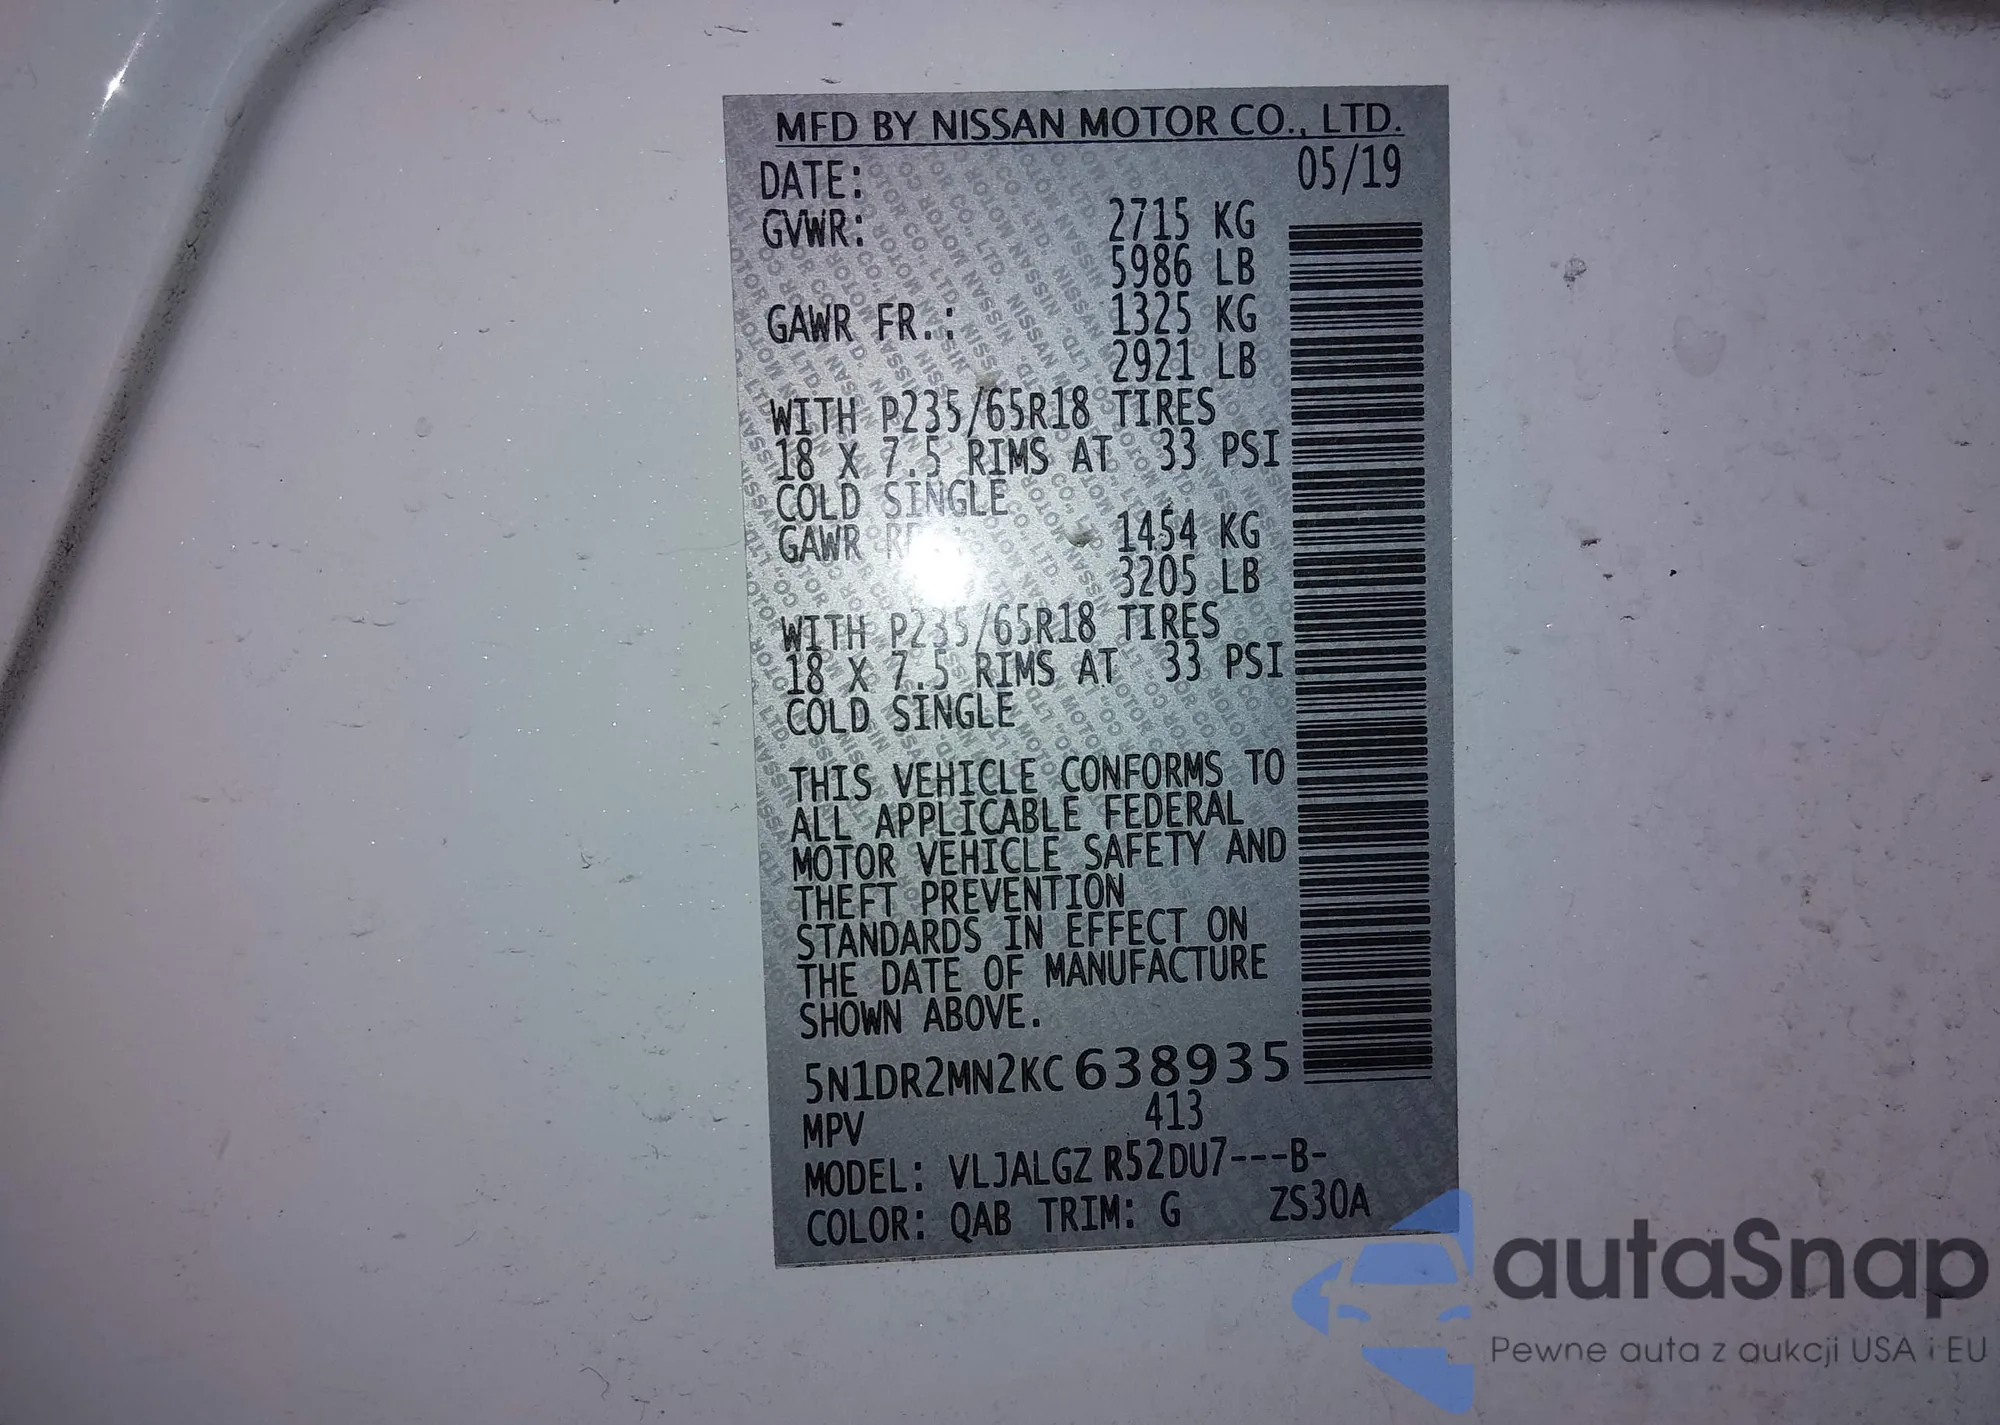 MFD BY NISSAN MOTOR CO., LTD.
DATE: 05/19
GVWR: 2715 KG
5986 LB
GAWR FR.: 1325 KG
2921 LB
WITH P235/65R18 TIRES
18 X 7.5 RIMS AT 33 PSI
COLD SINGLE
GAWR 1454 KG
3205 LB
WITH P235/65R18 TIRES
18 X 7.5 RIMS AT 33 PSI
COLD SINGLE
THIS VEHICLE CONFORMS TO
ALL APPLICABLE FEDERAL
MOTOR VEHICLE SAFETY AND
THEFT PREVENTION
STANDARDS IN EFFECT ON
THE DATE OF MANUFACTURE
SHOWN ABOVE.
5N1DR2MN2KC638935
MPV 413
MODEL: VLJALGZ R52DU7---B-
COLOR: QAB TRIM: G ZS30A
autaSnap
Pewne auta z aukcji USA i EU